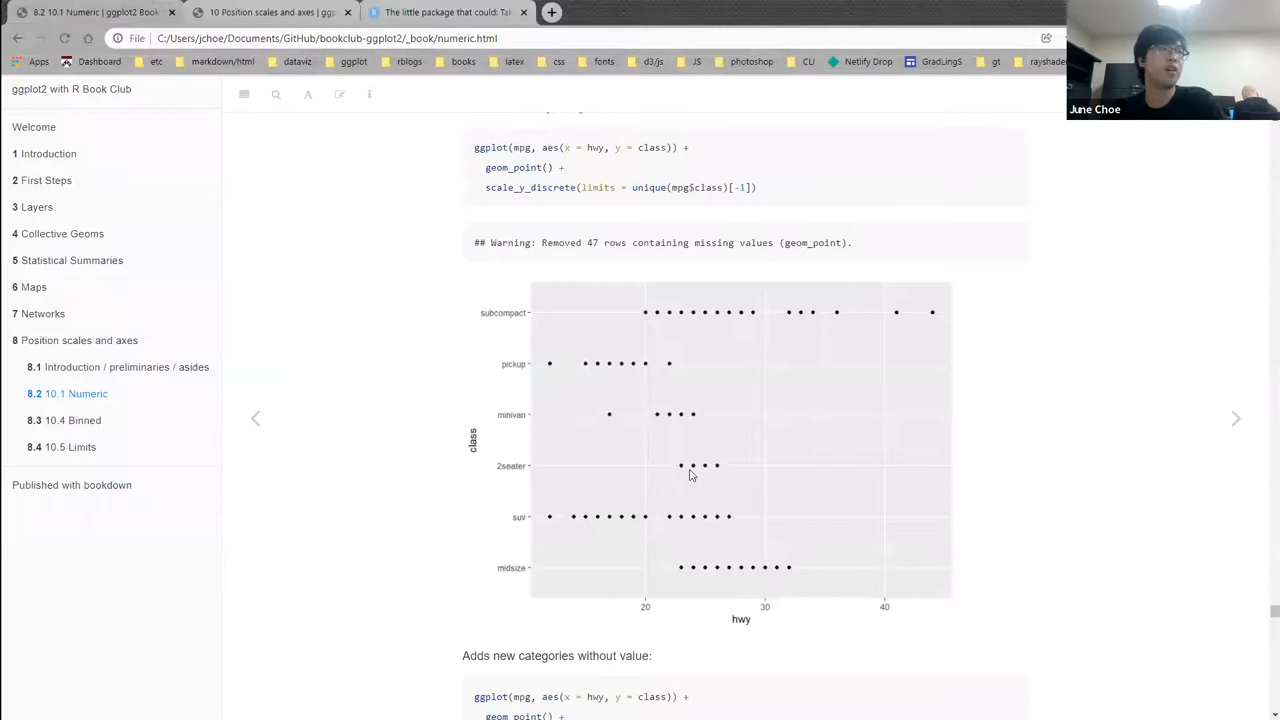 8.2 10.1 Numeric | ggplot2 Book
10 Position scales and axes | gg
The little package that could: Tak
File
C:/Users/jchoe/Documents/GitHub/bookclub-ggplot2/_book/numeric.html
Apps
Dashboard
etc
markdown/html
dataviz
ggplot
rblogs
books
latex
css
fonts
d3/js
JS
photoshop
CLI
Netlify Drop
GradLingS
gt
rayshader
June Choe
ggplot2 with R Book Club
Welcome
1 Introduction
2 First Steps
3 Layers
4 Collective Geoms
5 Statistical Summaries
6 Maps
7 Networks
8 Position scales and axes
8.1 Introduction / preliminaries / asides
8.2 10.1 Numeric
8.3 10.4 Binned
8.4 10.5 Limits
Published with bookdown
ggplot(mpg, aes(x = hwy, y = class)) +
geom_point() +
scale_y_discrete(limits = unique(mpg$class)[-1])
## Warning: Removed 47 rows containing missing values (geom_point).
subcompact
pickup
minivan
2seater
suv
midsize
class
20 30 40
hwy
Adds new categories without value:
ggplot(mpg, aes(x = hwy, y = class)) +
geom_point() +